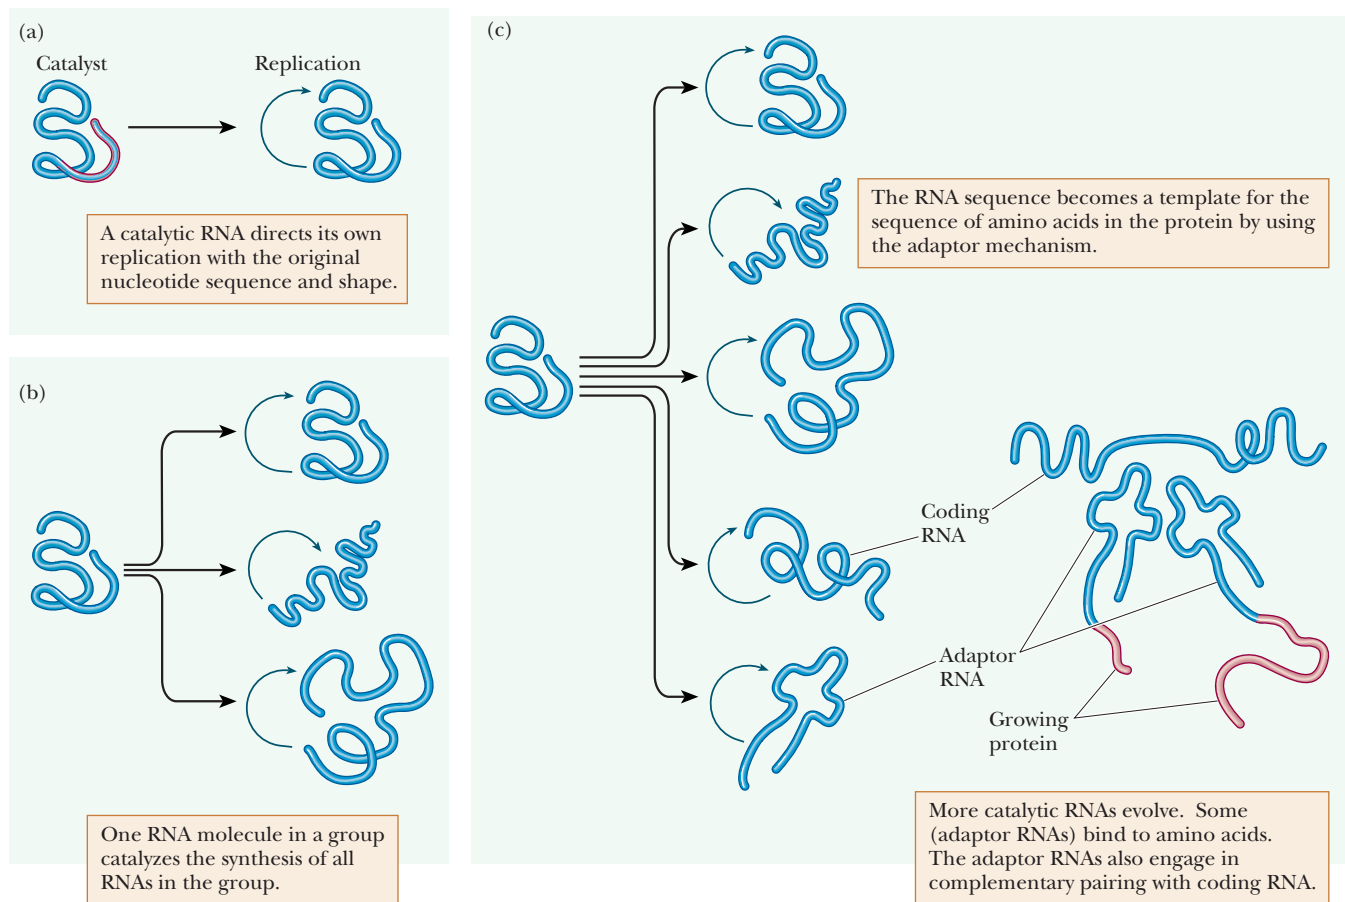 (a)
Catalyst
Replication
A catalytic RNA directs its own
replication with the original
nucleotide sequence and shape.
(b)
One RNA molecule in a group
catalyzes the synthesis of all
RNAs in the group.
(c)
The RNA sequence becomes a template for the
sequence of amino acids in the protein by using
the adaptor mechanism.
Coding
RNA
Adaptor
RNA
Growing
protein
More catalytic RNAs evolve. Some
(adaptor RNAs) bind to amino acids.
The adaptor RNAs also engage in
complementary pairing with coding RNA.